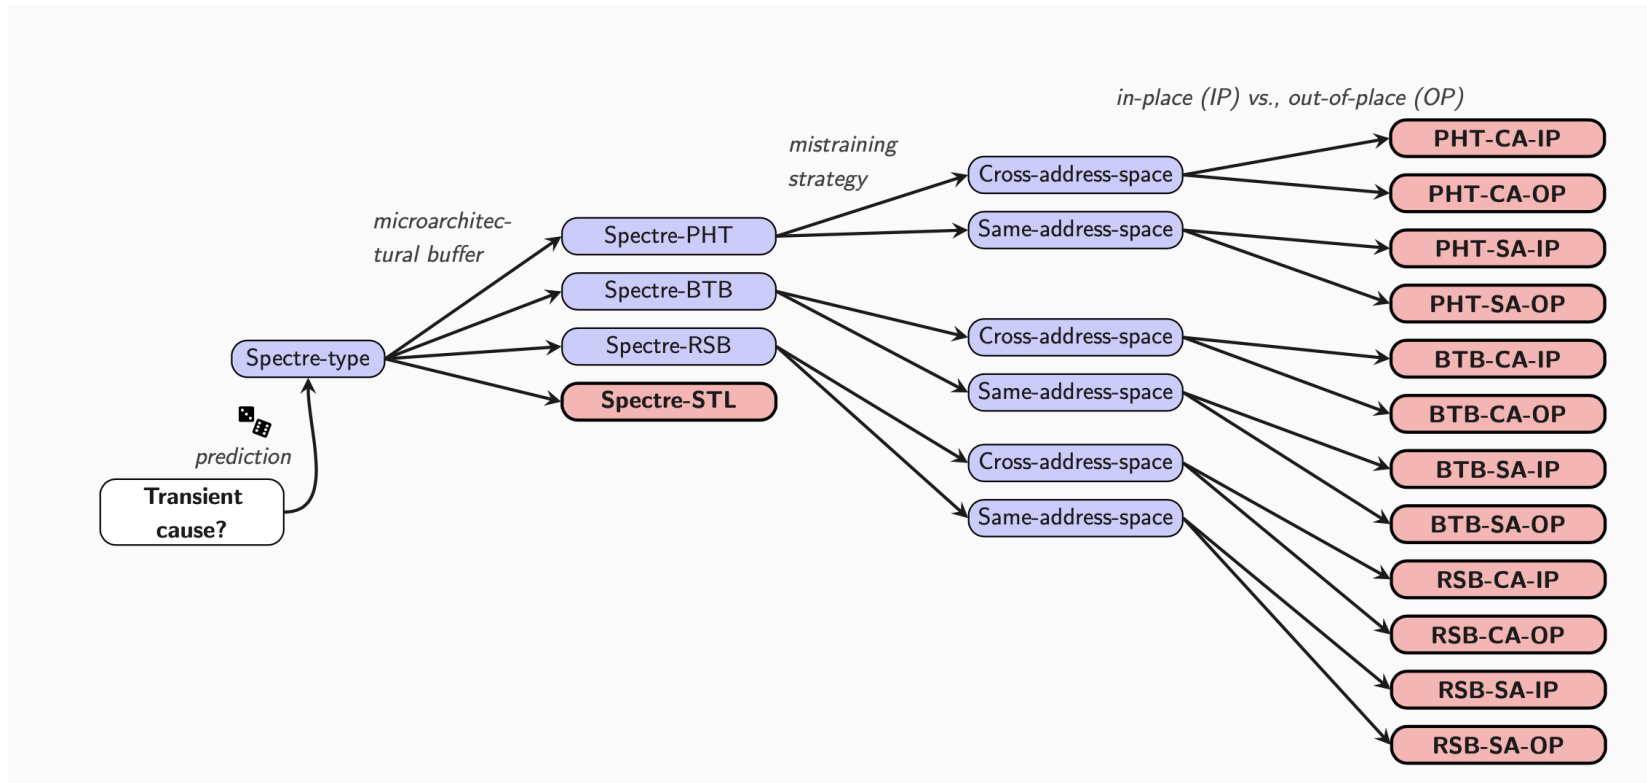 in-place (IP) vs., out-of-place (OP)
PHT-CA-IP
mistraining
strategy
Cross-address-space
PHT-CA-OP
microarchitec-
tural buffer
Spectre-PHT
Same-address-space
PHT-SA-IP
Spectre-BTB
PHT-SA-OP
Spectre-type
Spectre-RSB
Cross-address-space
BTB-CA-IP
Spectre-STL
Same-address-space
BTB-CA-OP
prediction
Cross-address-space
BTB-SA-IP
Transient
cause?
Same-address-space
BTB-SA-OP
RSB-CA-IP
RSB-CA-OP
RSB-SA-IP
RSB-SA-OP